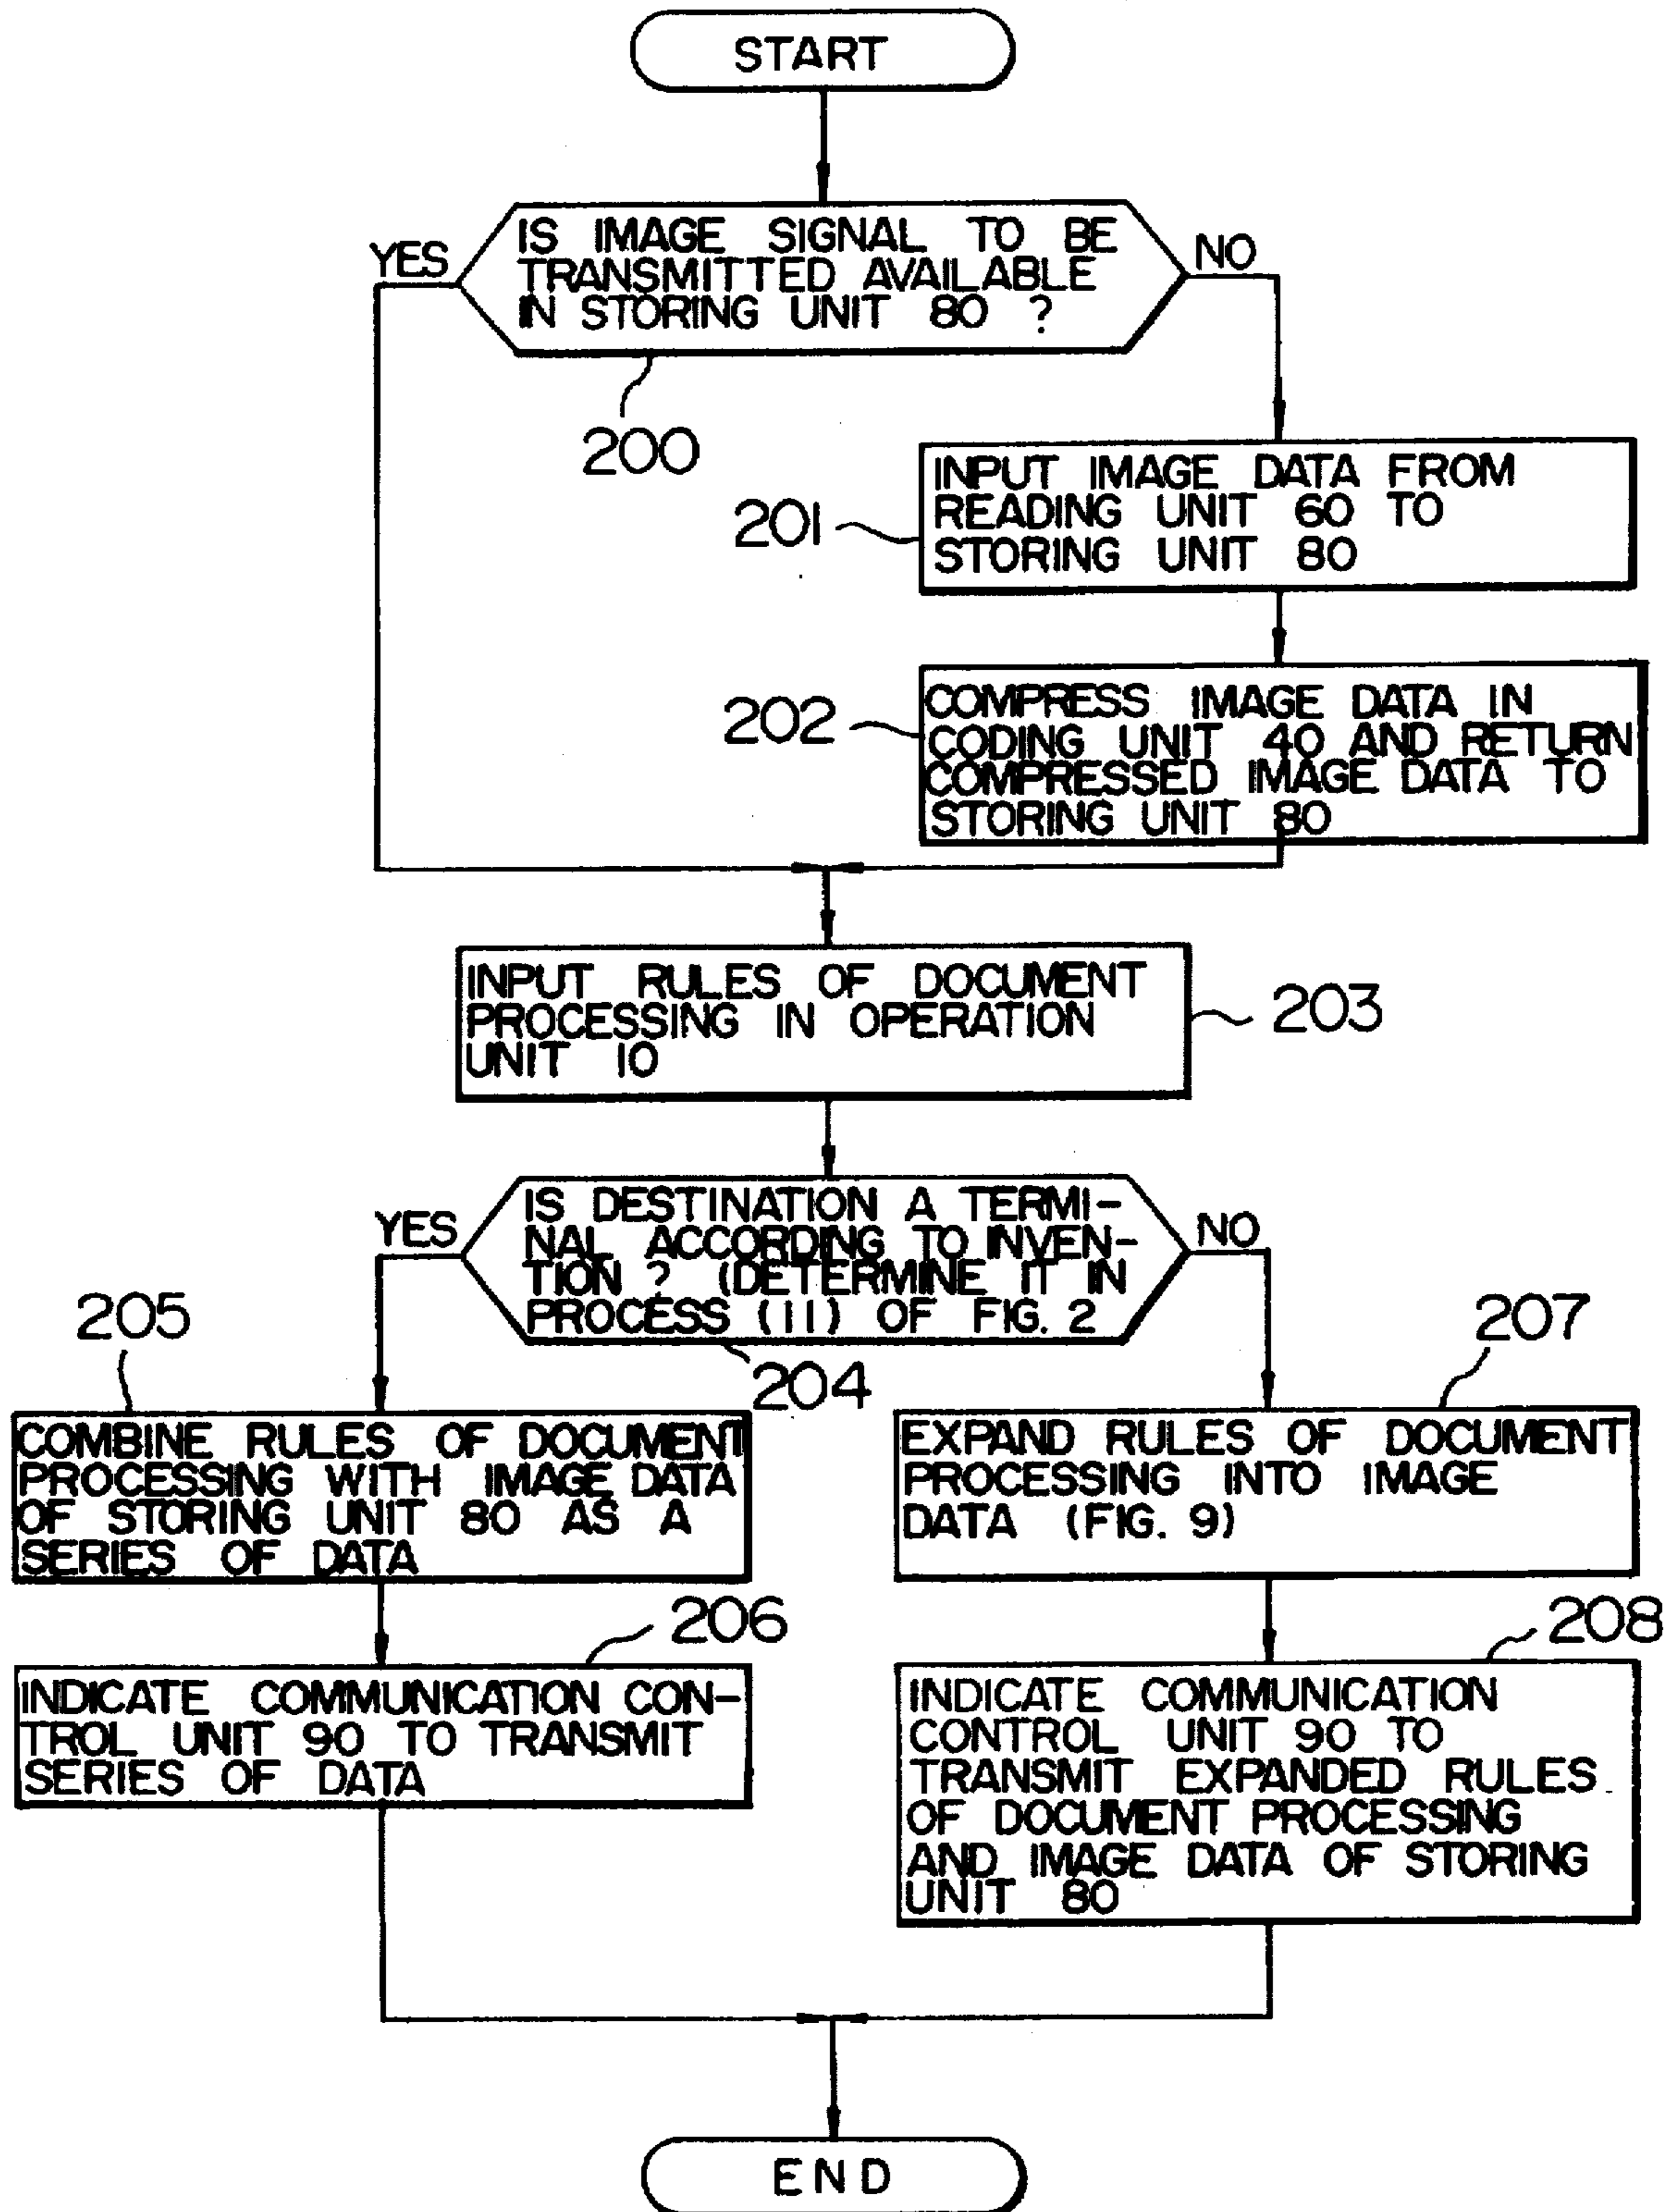 START
IS IMAGE SIGNAL TO BE
TRANSMITTED AVAILABLE
IN STORING UNIT 80 ?
YES
NO
200
201
INPUT IMAGE DATA FROM
READING UNIT 60 TO
STORING UNIT 80
202
COMPRESS IMAGE DATA IN
CODING UNIT 40 AND RETURN
COMPRESSED IMAGE DATA TO
STORING UNIT 80
INPUT RULES OF DOCUMENT
PROCESSING IN OPERATION
UNIT 10
203
IS DESTINATION A TERMI-
NAL ACCORDING TO INVEN-
TION ? (DETERMINE IT IN
PROCESS (11) OF FIG. 2
YES
NO
204
205
COMBINE RULES OF DOCUMENT
PROCESSING WITH IMAGE DATA
OF STORING UNIT 80 AS A
SERIES OF DATA
207
EXPAND RULES OF DOCUMENT
PROCESSING INTO IMAGE
DATA (FIG. 9)
206
INDICATE COMMUNICATION CON-
TROL UNIT 90 TO TRANSMIT
SERIES OF DATA
208
INDICATE COMMUNICATION
CONTROL UNIT 90 TO
TRANSMIT EXPANDED RULES
OF DOCUMENT PROCESSING
AND IMAGE DATA OF STORING
UNIT 80
END